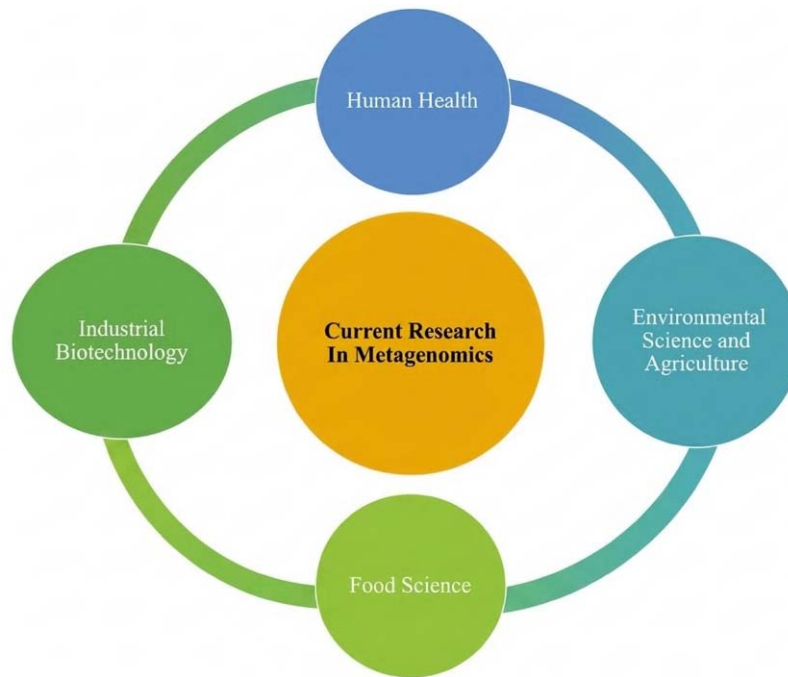 Human Health
Industrial
Biotechnology
Current Research
In Metagenomics
Environmental
Science and
Agriculture
Food Science